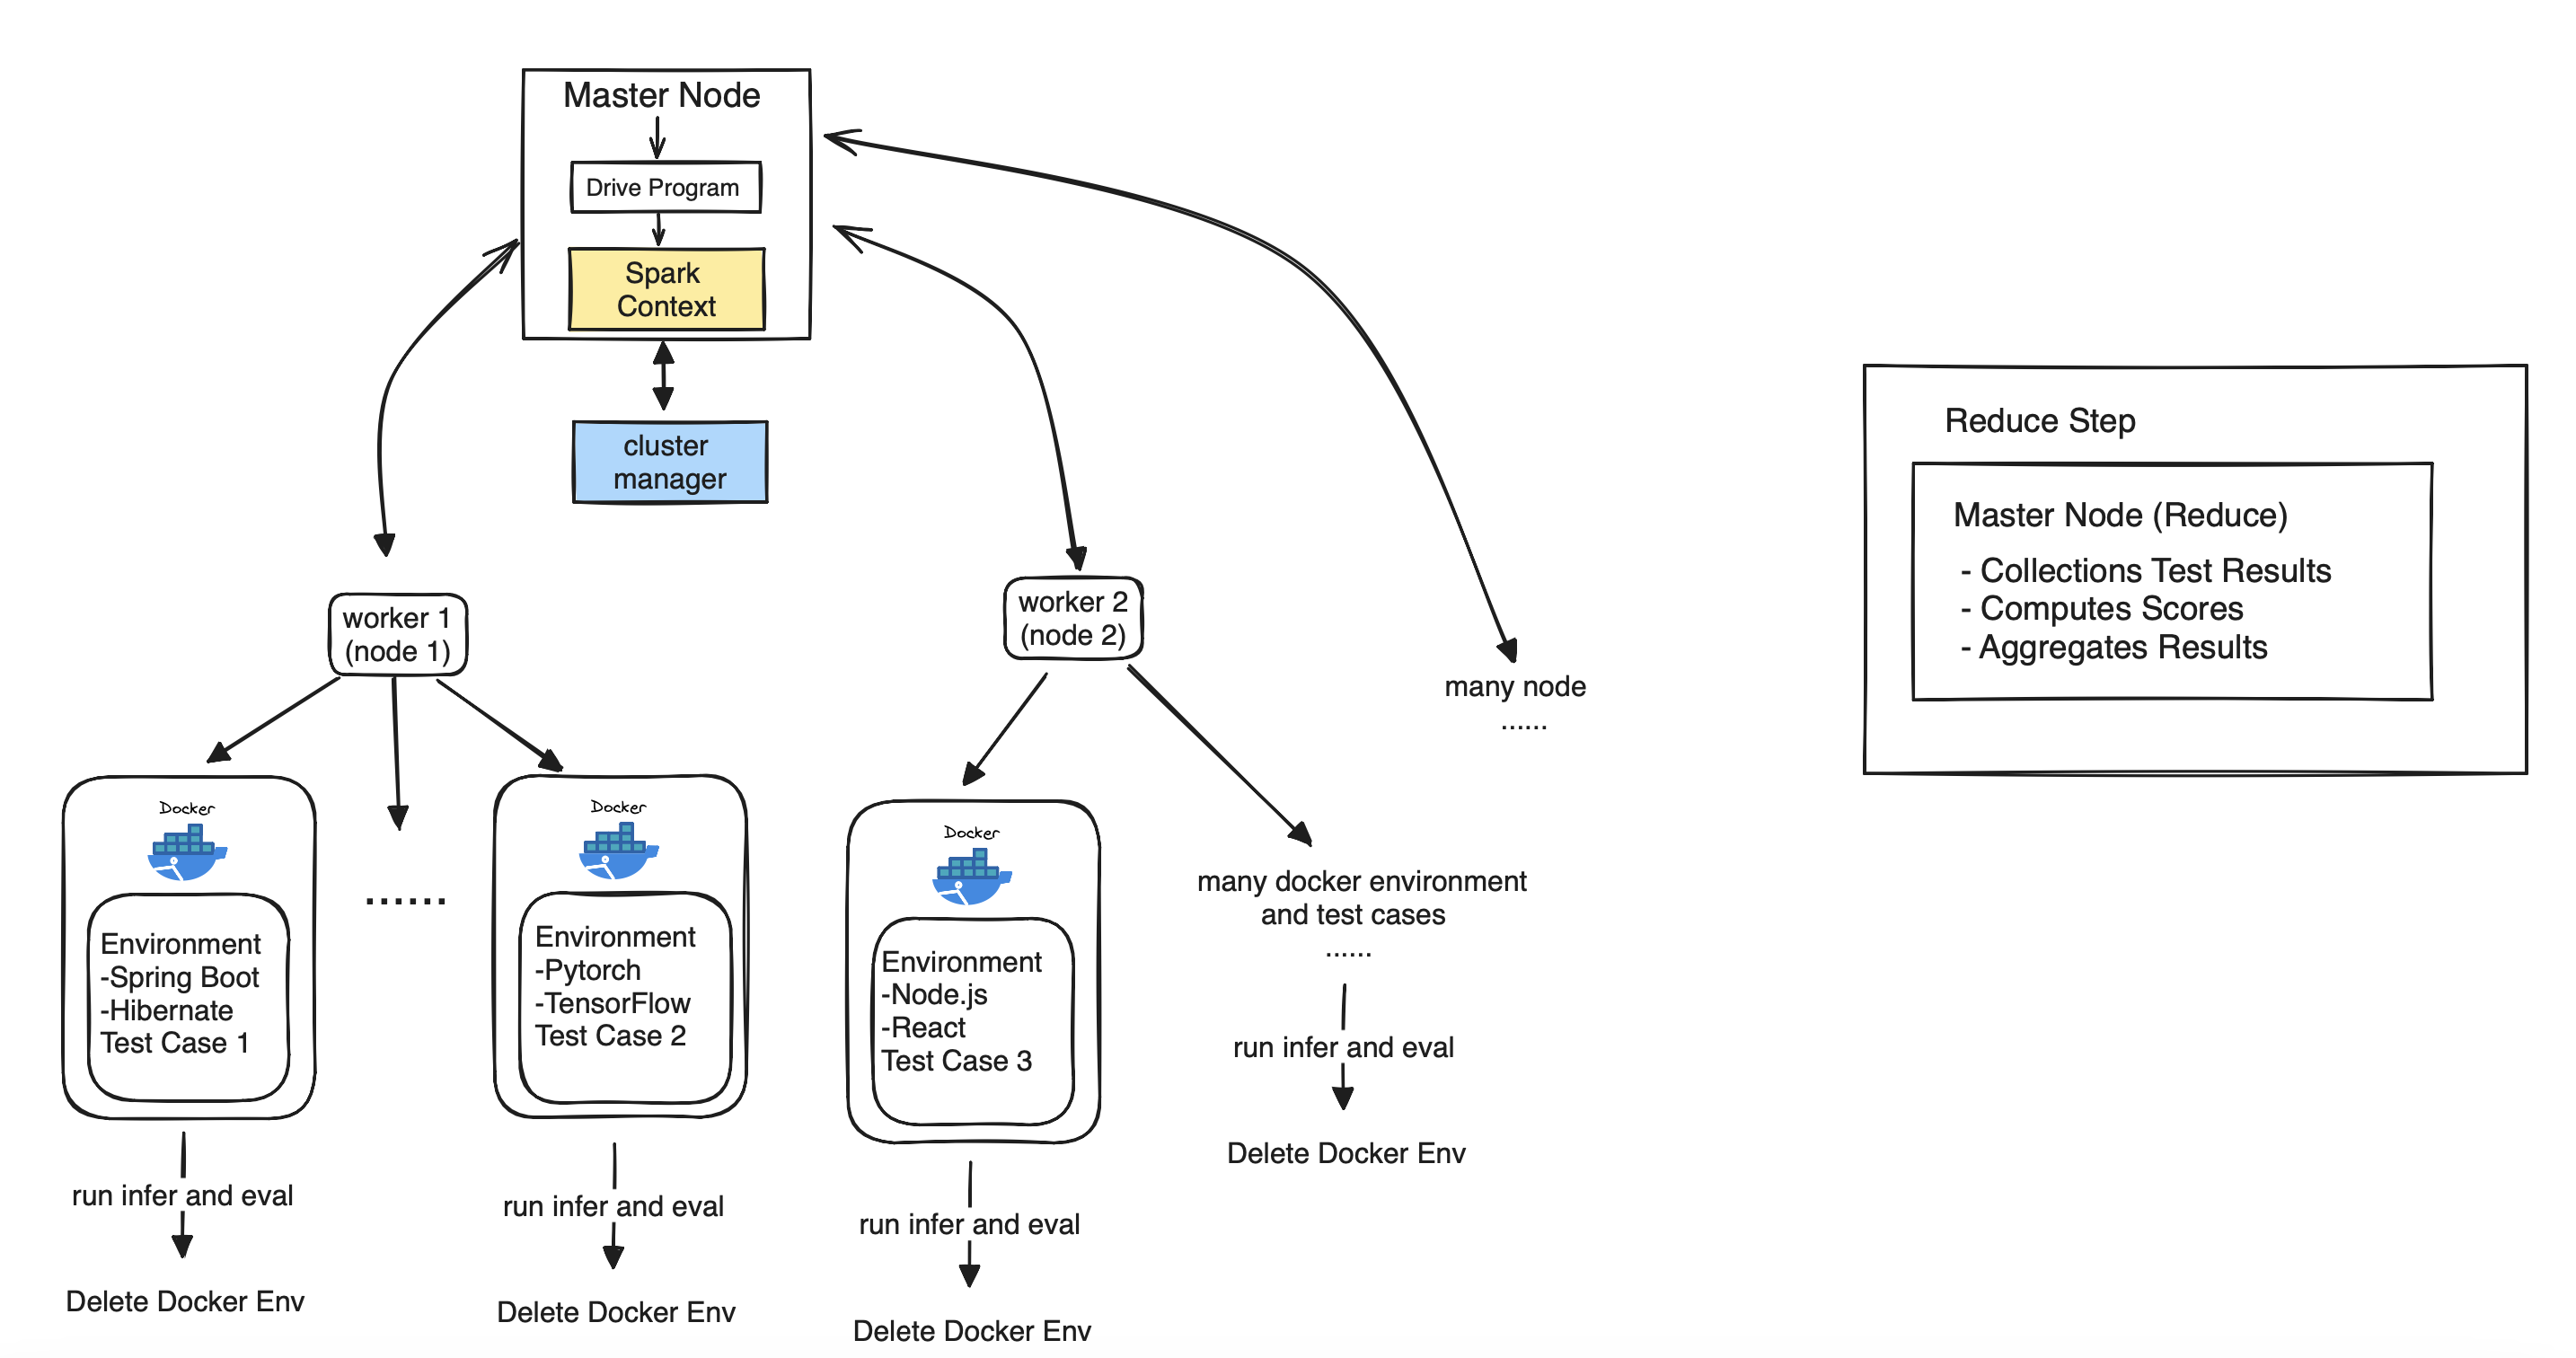 Master Node
Drive Program
Spark
Context
cluster
manager
Reduce Step
Master Node (Reduce)
- Collections Test Results
- Computes Scores
- Aggregates Results
worker 1
(node 1)
worker 2
(node 2)
many node
......
Docker
Environment
-Spring Boot
-Hibernate
Test Case 1
run infer and eval
Delete Docker Env
......
Docker
Environment
-Pytorch
-TensorFlow
Test Case 2
run infer and eval
Delete Docker Env
Docker
Environment
-Node.js
-React
Test Case 3
run infer and eval
Delete Docker Env
many docker environment
and test cases
......
run infer and eval
Delete Docker Env